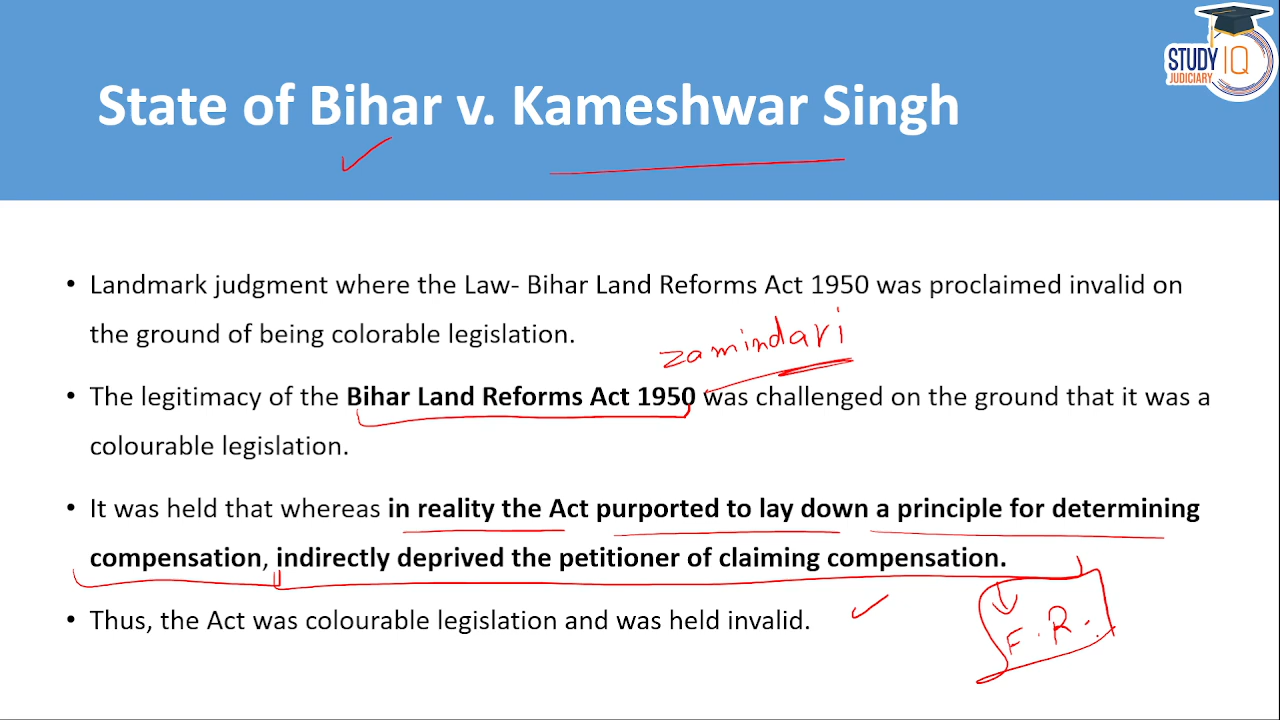 STUDY IQ
JUDICIARY
State of Bihar v. Kameshwar Singh
• Landmark judgment where the Law- Bihar Land Reforms Act 1950 was proclaimed invalid on
the ground of being colorable legislation.
zamindari
• The legitimacy of the Bihar Land Reforms Act 1950 was challenged on the ground that it was a
colourable legislation.
• It was held that whereas in reality the Act purported to lay down a principle for determining
compensation, indirectly deprived the petitioner of claiming compensation.
• Thus, the Act was colourable legislation and was held invalid.
F.R.